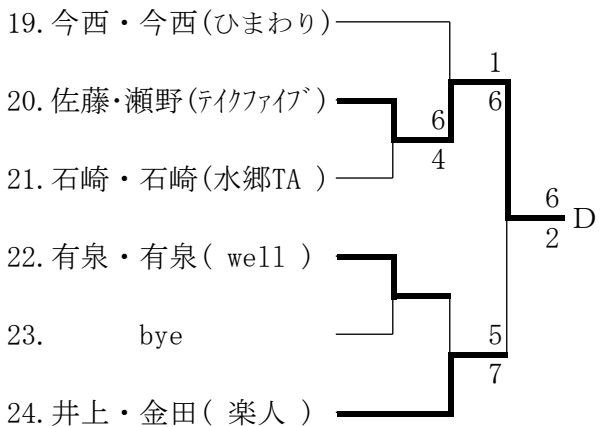 19. 今西・今西(ひまわり)
1
20. 佐藤・瀬野(ﾃｲｸﾌｧｲﾌﾞ)
6
6
4
21. 石崎・石崎(水郷TA )
6
D
2
22. 有泉・有泉( well )
23. bye
5
7
24. 井上・金田( 楽人 )